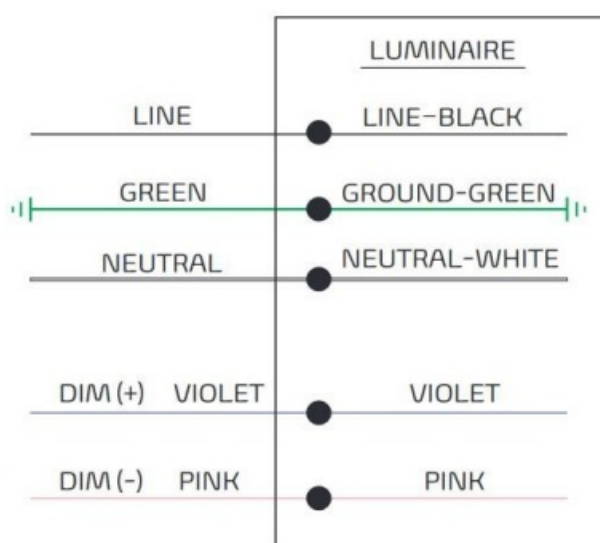 LUMINAIRE
LINE LINE-BLACK
GREEN GROUND-GREEN
NEUTRAL NEUTRAL-WHITE
DIM (+) VIOLET VIOLET
DIM (-) PINK PINK